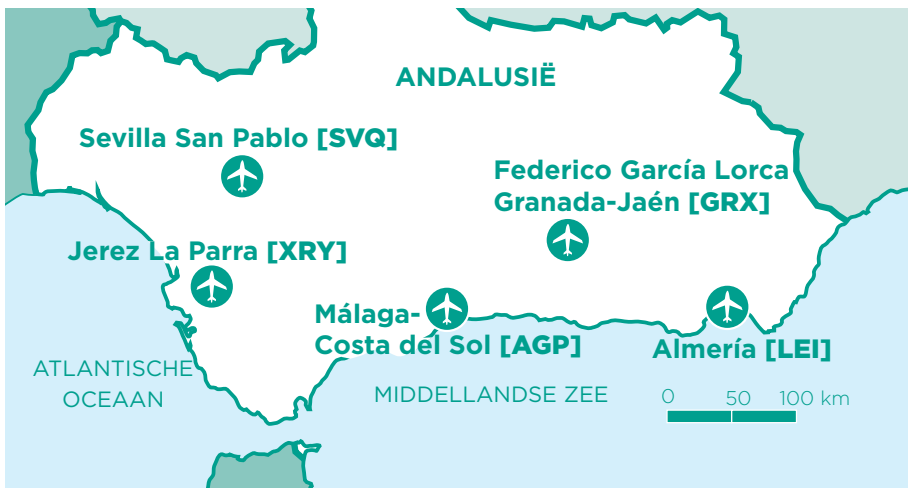 ANDALUSIË
Sevilla San Pablo [SVQ]
Federico García Lorca
Granada-Jaén [GRX]
Jerez La Parra [XRY]
Málaga-
Costa del Sol [AGP]
Almería [LEI]
ATLANTISCHE
OCEAAN
MIDDELLANDSE ZEE
0 50 100 km